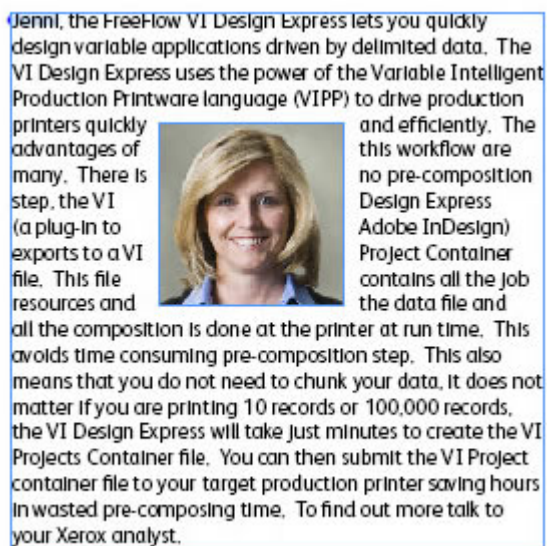 Jenni, the FreeFlow VI Design Express lets you quickly
design variable applications driven by delimited data. The
VI Design Express uses the power of the Variable Intelligent
Production Printware language (VIPP) to drive production
printers quickly and efficiently. The
advantages of this workflow are
many. There is no pre-composition
step, the VI Design Express
(a plug-in to Adobe InDesign)
exports to a VI Project Container
file. This file contains all the job
resources and the data file and
all the composition is done at the printer at run time. This
avoids time consuming pre-composition step. This also
means that you do not need to chunk your data, it does not
matter if you are printing 10 records or 100,000 records,
the VI Design Express will take just minutes to create the VI
Projects Container file. You can then submit the VI Project
container file to your target production printer saving hours
in wasted pre-composing time. To find out more talk to
your Xerox analyst.